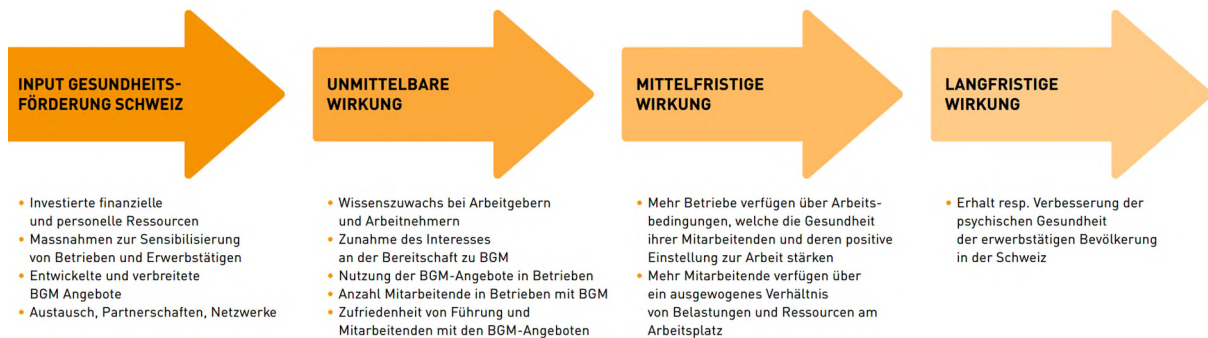 INPUT GESUNDHEITS-
FÖRDERUNG SCHWEIZ
• Investierte finanzielle
und personelle Ressourcen
• Massnahmen zur Sensibilisierung
von Betrieben und Erwerbstätigen
• Entwickelte und verbreitete
BGM Angebote
• Austausch, Partnerschaften, Netzwerke
UNMITTELBARE
WIRKUNG
• Wissenszuwachs bei Arbeitgebern
und Arbeitnehmern
• Zunahme des Interesses
an der Bereitschaft zu BGM
• Nutzung der BGM-Angebote in Betrieben
• Anzahl Mitarbeitende in Betrieben mit BGM
• Zufriedenheit von Führung und
Mitarbeitenden mit den BGM-Angeboten
MITTELFRISTIGE
WIRKUNG
• Mehr Betriebe verfügen über Arbeits-
bedingungen, welche die Gesundheit
ihrer Mitarbeitenden und deren positive
Einstellung zur Arbeit stärken
• Mehr Mitarbeitende verfügen über
ein ausgewogenes Verhältnis
von Belastungen und Ressourcen am
Arbeitsplatz
LANGFRISTIGE
WIRKUNG
• Erhalt resp. Verbesserung der
psychischen Gesundheit
der erwerbstätigen Bevölkerung
in der Schweiz